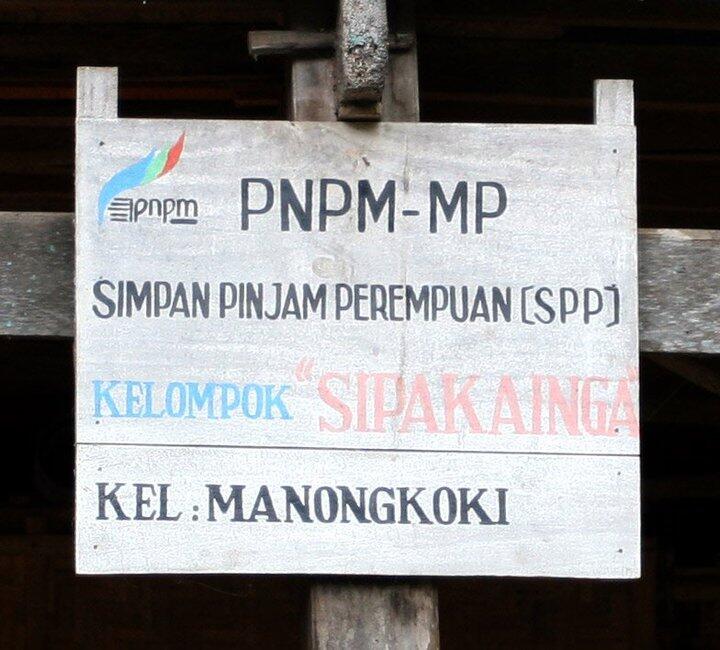 pnpm
PNPM-MP
SIMPAN PINJAM PEREMPUAN (SPP)
KELOMPOK "SIPAKAINGA"
KEL : MANONGKOKI